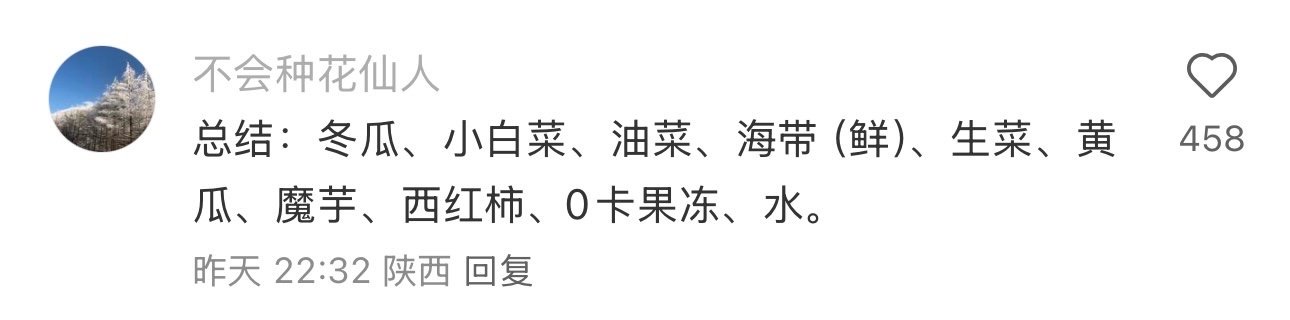 不会种花仙人
总结：冬瓜、小白菜、油菜、海带 (鲜)、生菜、黄
458
瓜、魔芋、西红柿、0卡果冻、水。
昨天 22:32 陕西 回复